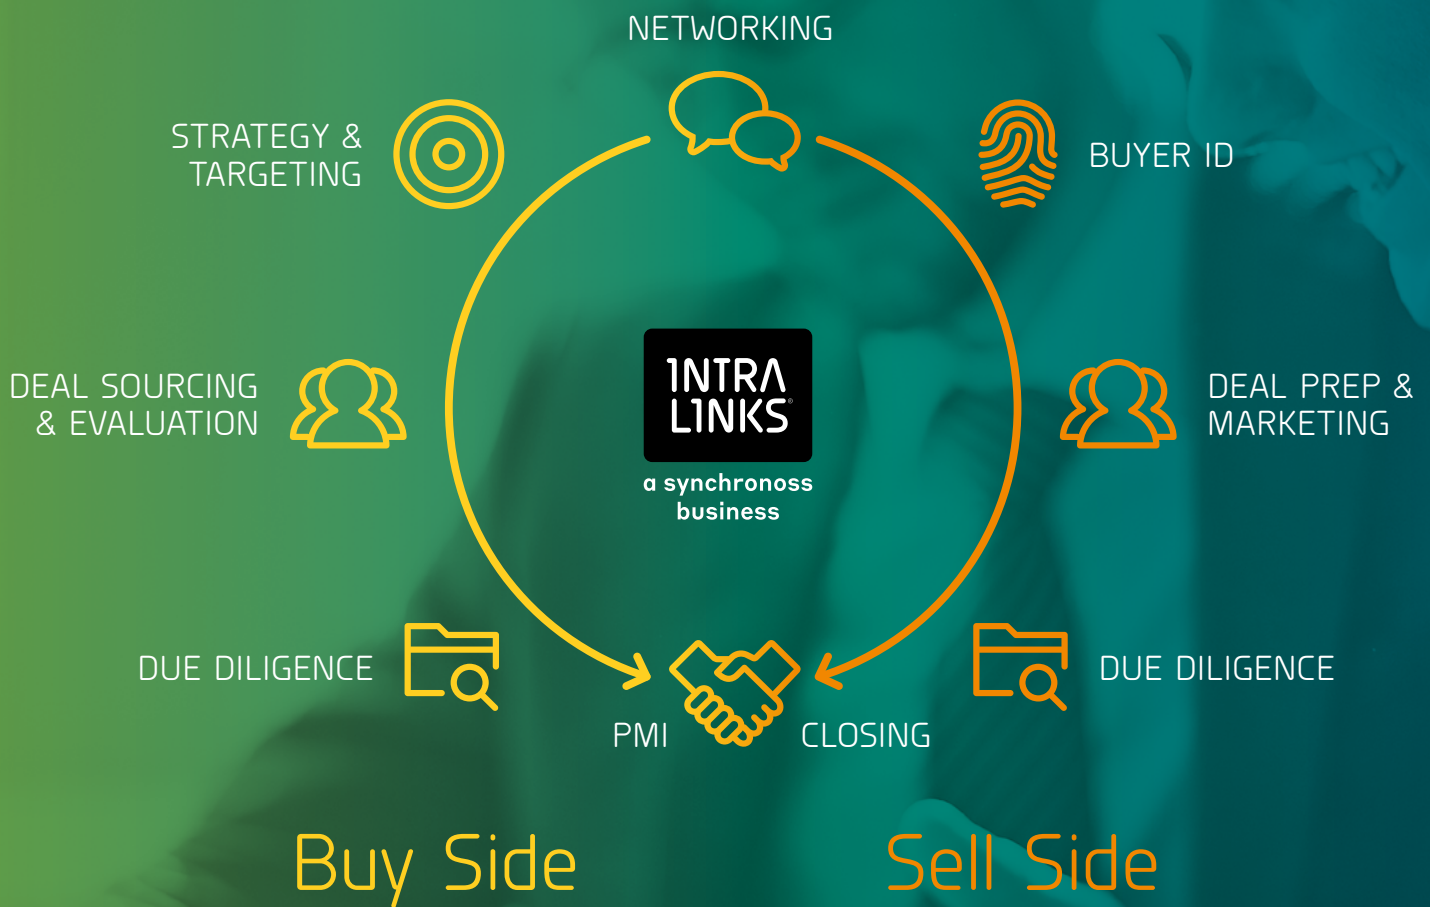 NETWORKING
STRATEGY &
TARGETING
BUYER ID
DEAL SOURCING
& EVALUATION
INTRA
LINKS®
a synchronoss
business
DEAL PREP &
MARKETING
DUE DILIGENCE
DUE DILIGENCE
PMI
CLOSING
Buy Side
Sell Side